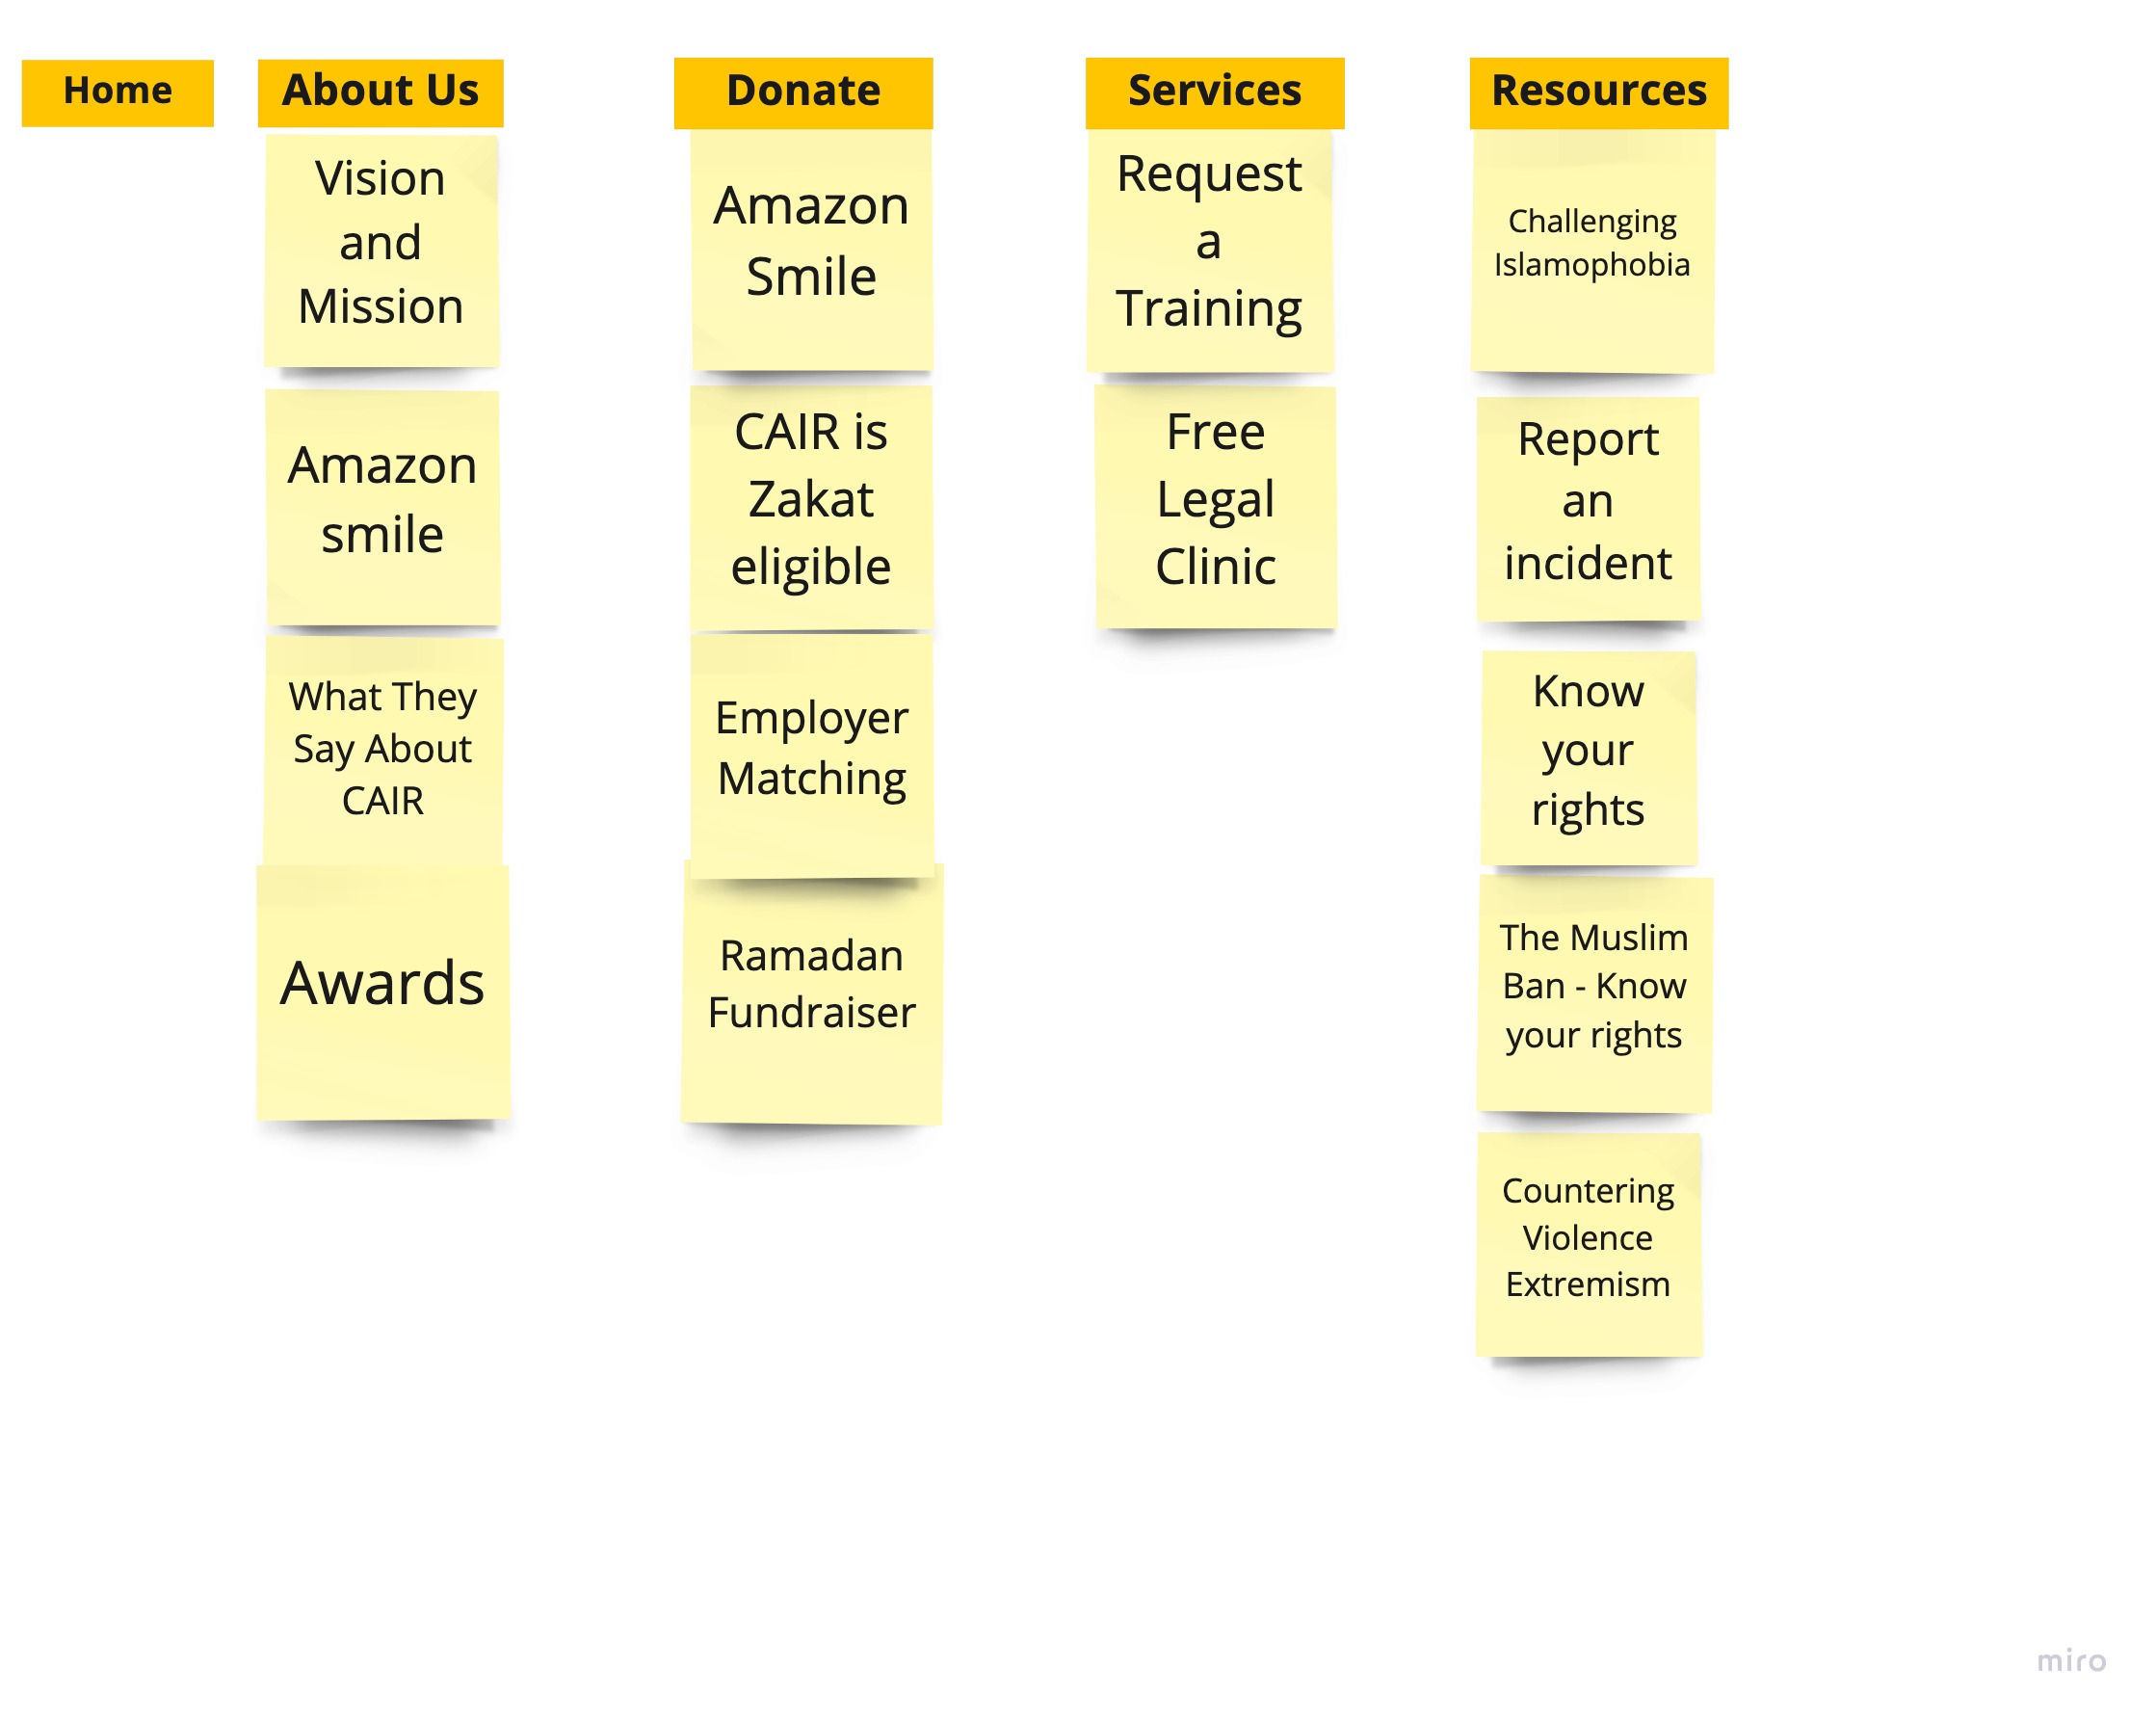 Home
About Us
Vision
and
Mission
Amazon
smile
What They
Say About
CAIR
Awards
Donate
Amazon
Smile
CAIR is
Zakat
eligible
Employer
Matching
Ramadan
Fundraiser
Services
Request
a
Training
Free
Legal
Clinic
Resources
Challenging
Islamophobia
Report
an
incident
Know
your
rights
The Muslim
Ban - Know
your rights
Countering
Violence
Extremism
miro